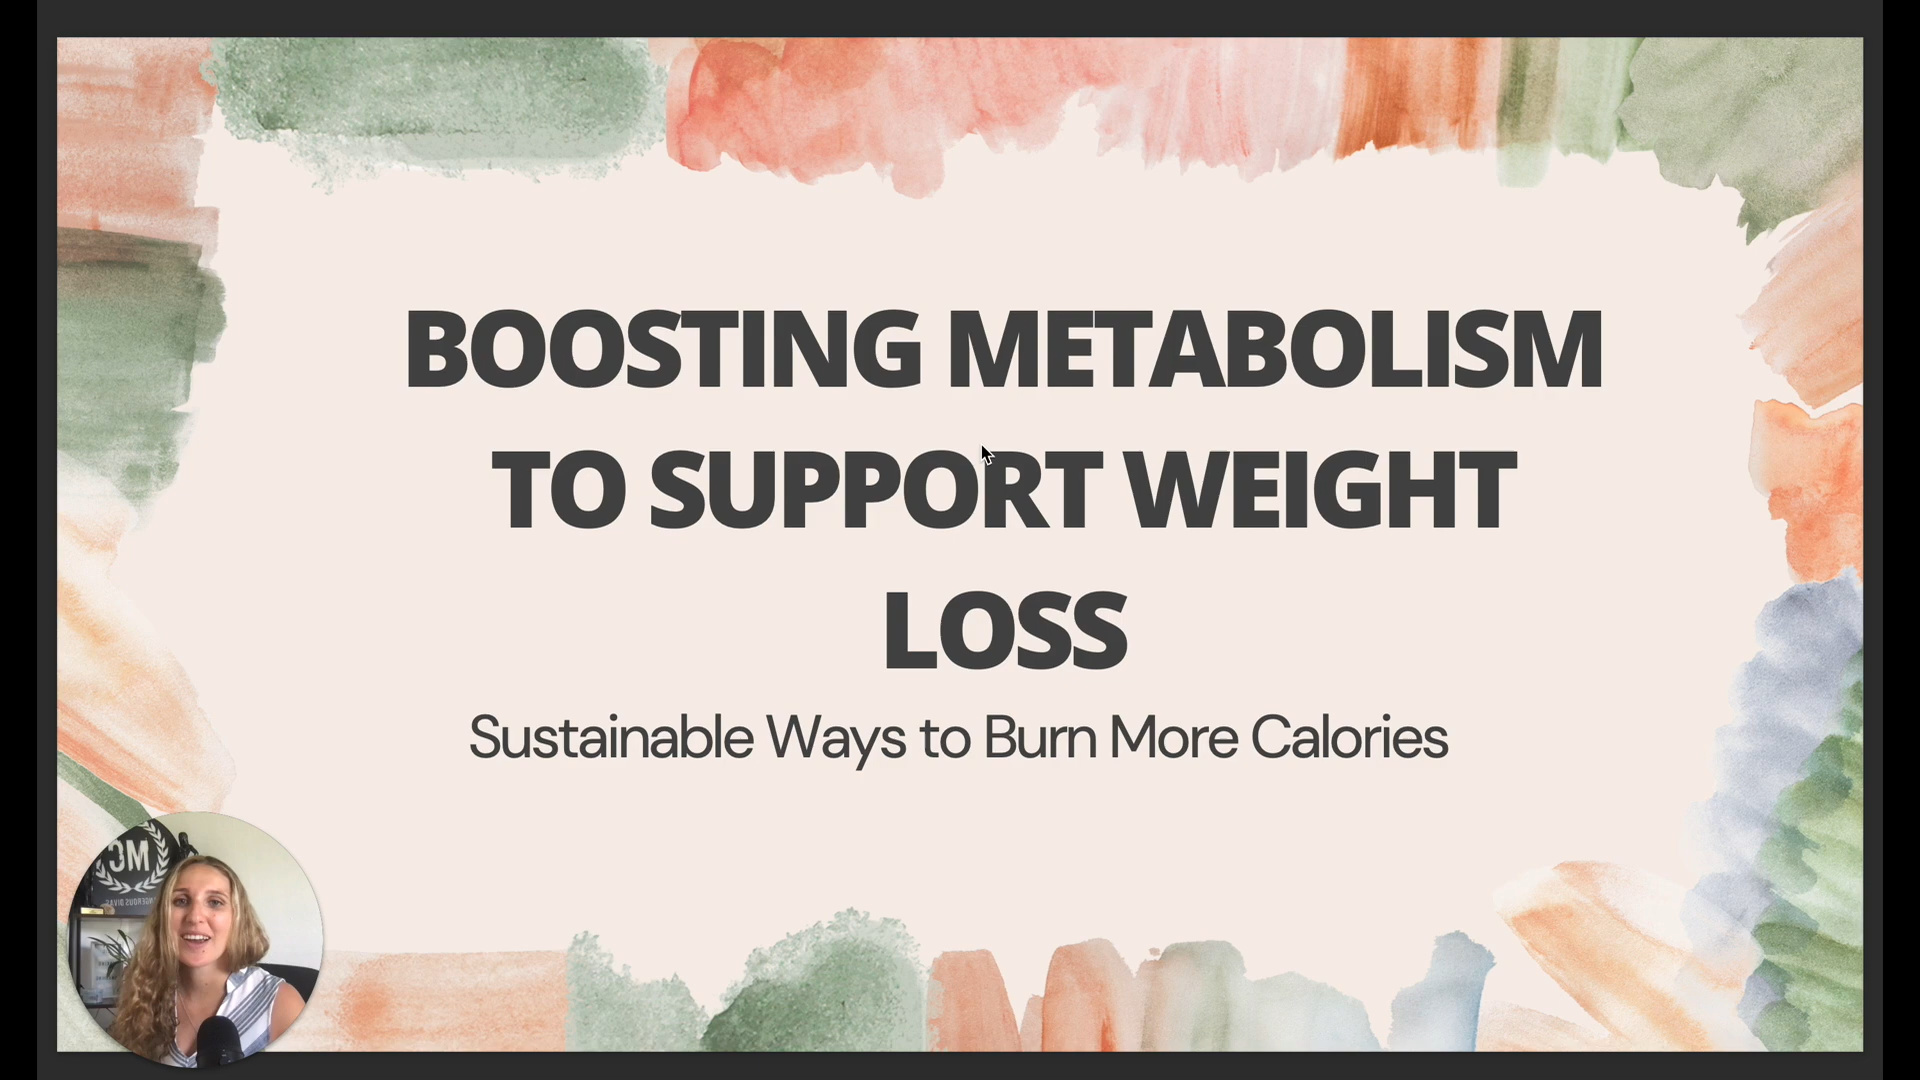 BOOSTING METABOLISM
TO SUPPORT WEIGHT
LOSS
Sustainable Ways to Burn More Calories